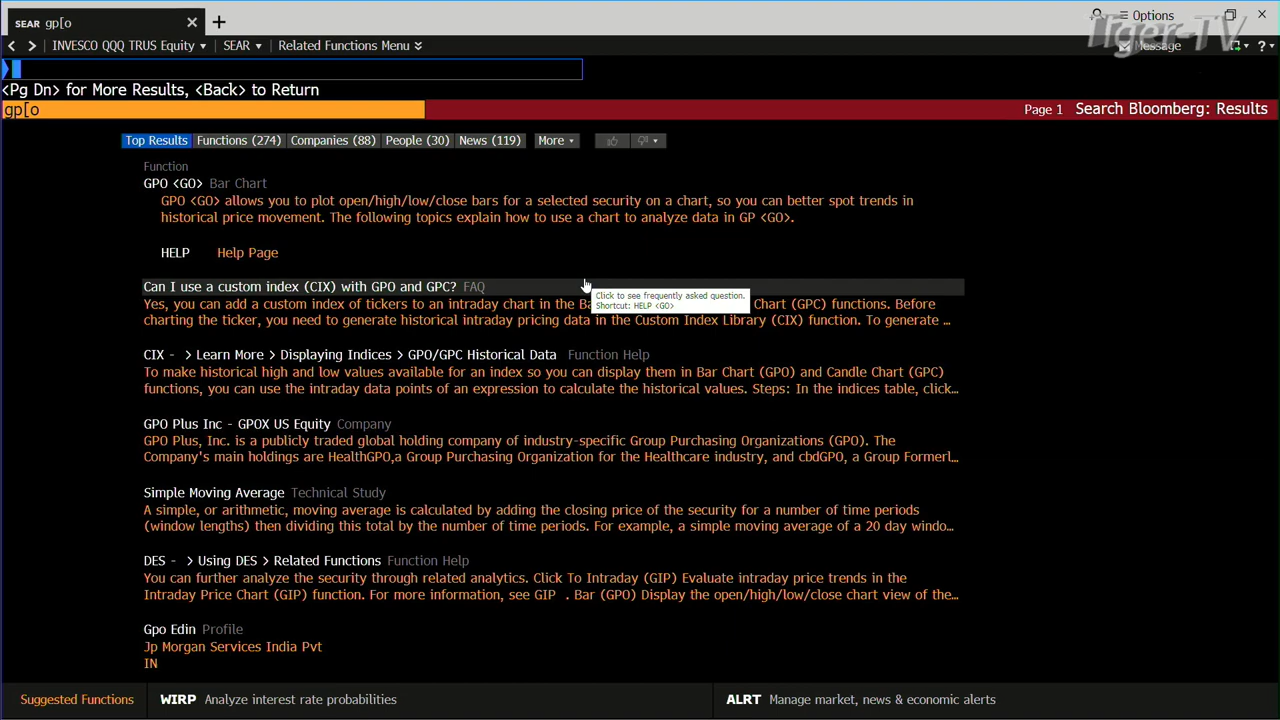 SEAR gp[o
Options
INVESCO QQQ TRUS Equity SEAR Related Functions Menu
Message
Tiger-TV
<Pg Dn> for More Results, <Back> to Return
gp[o Page 1 Search Bloomberg: Results
Top Results Functions (274) Companies (88) People (30) News (119) More
Function
GPO <GO> Bar Chart
GPO <GO> allows you to plot open/high/low/close bars for a selected security on a chart, so you can better spot trends in
historical price movement. The following topics explain how to use a chart to analyze data in GP <GO>.
HELP Help Page
Can I use a custom index (CIX) with GPO and GPC? FAQ
Click to see frequently asked question.
Shortcut: HELP <GO>
Yes, you can add a custom index of tickers to an intraday chart in the Chart (GPC) functions. Before
charting the ticker, you need to generate historical intraday pricing data in the Custom Index Library (CIX) function. To generate ...
CIX - > Learn More > Displaying Indices > GPO/GPC Historical Data Function Help
To make historical high and low values available for an index so you can display them in Bar Chart (GPO) and Candle Chart (GPC)
functions, you can use the intraday data points of an expression to calculate the historical values. Steps: In the indices table, click...
GPO Plus Inc - GPOX US Equity Company
GPO Plus, Inc. is a publicly traded global holding company of industry-specific Group Purchasing Organizations (GPO). The
Company's main holdings are HealthGPO,a Group Purchasing Organization for the Healthcare industry, and cbdGPO, a Group Formerl...
Simple Moving Average Technical Study
A simple, or arithmetic, moving average is calculated by adding the closing price of the security for a number of time periods
(window lengths) then dividing this total by the number of time periods. For example, a simple moving average of a 20 day windo...
DES - > Using DES > Related Functions Function Help
You can further analyze the security through related analytics. Click To Intraday (GIP) Evaluate intraday price trends in the
Intraday Price Chart (GIP) function. For more information, see GIP . Bar (GPO) Display the open/high/low/close chart view of the...
Gpo Edin Profile
Jp Morgan Services India Pvt
IN
Suggested Functions WIRP Analyze interest rate probabilities ALRT Manage market, news & economic alerts